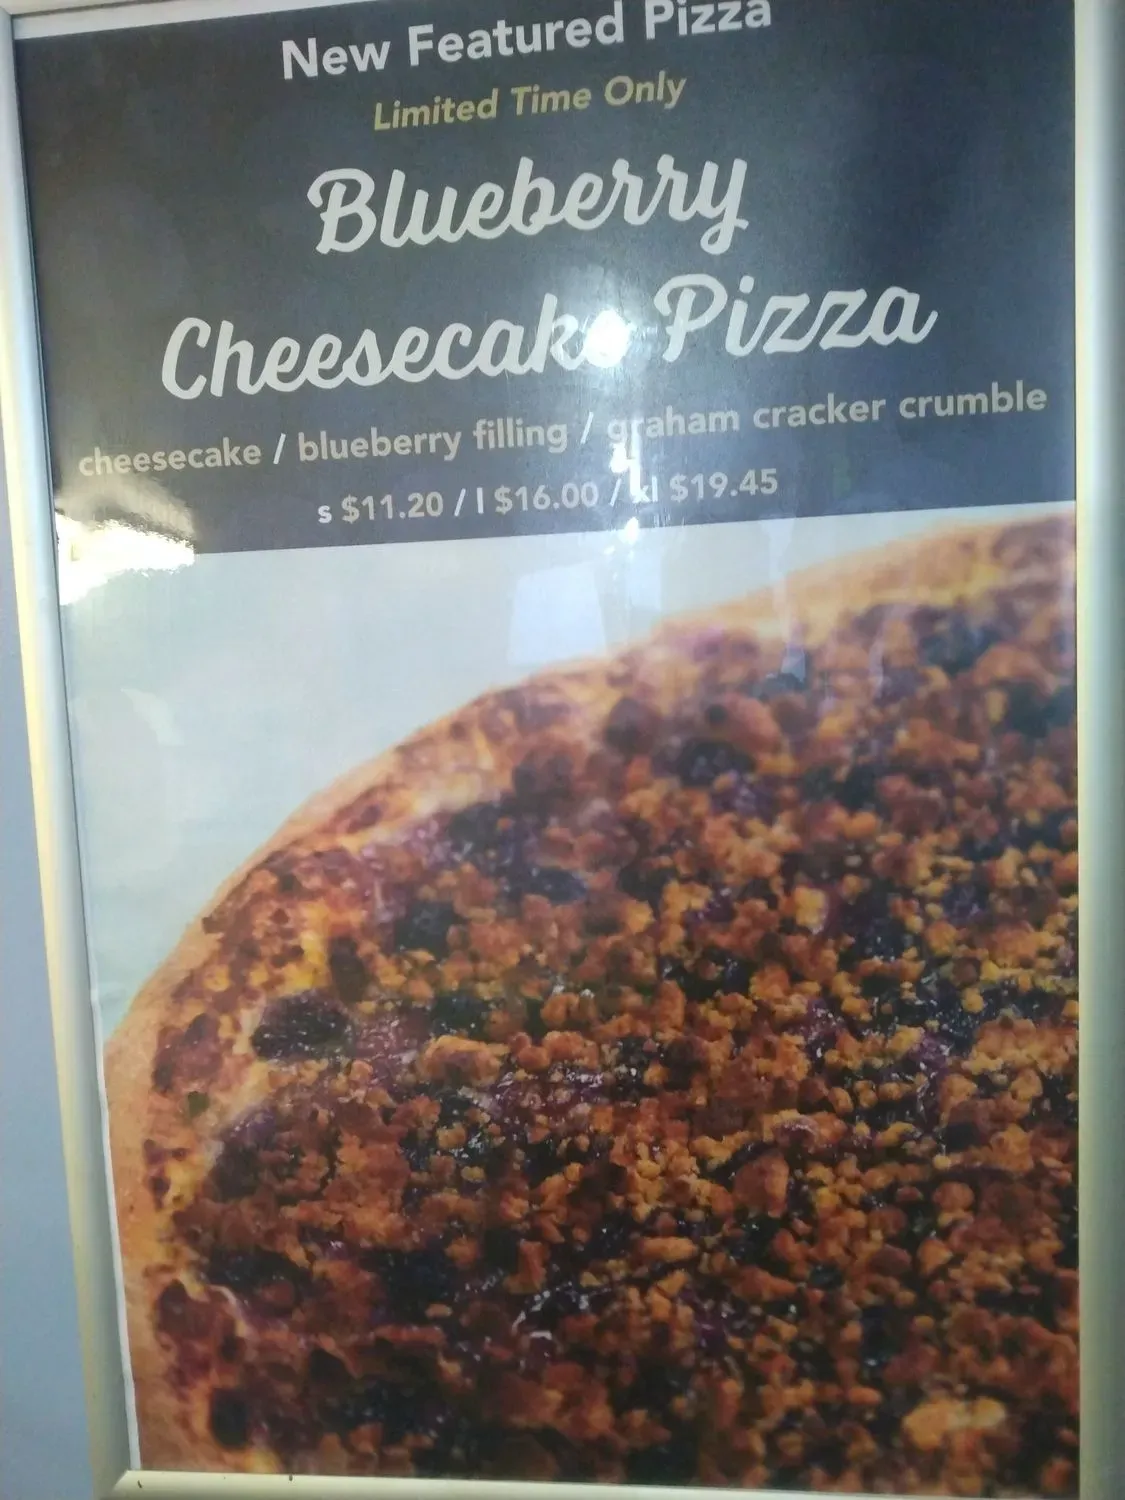 New Featured Pizza
Limited Time Only
Blueberry
Cheesecake Pizza
cheesecake / blueberry filling / graham cracker crumble
s $11.20 / l $16.00 / xl $19.45